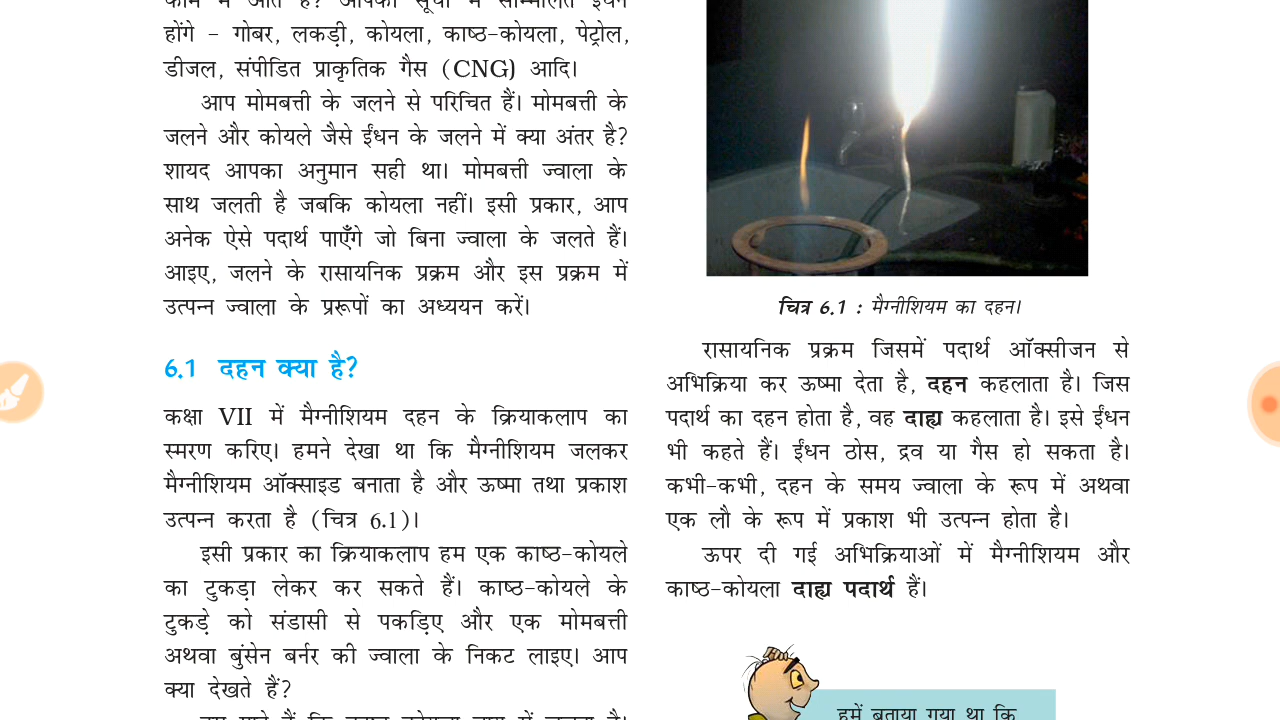 होंगे – गोबर, लकड़ी, कोयला, काष्ठ-कोयला, पेट्रोल,
डीजल, संपीडित प्राकृतिक गैस (CNG) आदि।
आप मोमबत्ती के जलने से परिचित हैं। मोमबत्ती के
जलने और कोयले जैसे ईंधन के जलने में क्या अंतर है?
शायद आपका अनुमान सही था। मोमबत्ती ज्वाला के
साथ जलती है जबकि कोयला नहीं। इसी प्रकार, आप
अनेक ऐसे पदार्थ पाएँगे जो बिना ज्वाला के जलते हैं।
आइए, जलने के रासायनिक प्रक्रम और इस प्रक्रम में
उत्पन्न ज्वाला के प्ररूपों का अध्ययन करें।
6.1 दहन क्या है?
कक्षा VII में मैग्नीशियम दहन के क्रियाकलाप का
स्मरण करिए। हमने देखा था कि मैग्नीशियम जलकर
मैग्नीशियम ऑक्साइड बनाता है और ऊष्मा तथा प्रकाश
उत्पन्न करता है (चित्र 6.1)।
इसी प्रकार का क्रियाकलाप हम एक काष्ठ-कोयले
का टुकड़ा लेकर कर सकते हैं। काष्ठ-कोयले के
टुकड़े को संडासी से पकड़िए और एक मोमबत्ती
अथवा बुंसेन बर्नर की ज्वाला के निकट लाइए। आप
क्या देखते हैं?
चित्र 6.1 : मैग्नीशियम का दहन।
रासायनिक प्रक्रम जिसमें पदार्थ ऑक्सीजन से
अभिक्रिया कर ऊष्मा देता है, दहन कहलाता है। जिस
पदार्थ का दहन होता है, वह दाह्य कहलाता है। इसे ईंधन
भी कहते हैं। ईंधन ठोस, द्रव या गैस हो सकता है।
कभी-कभी, दहन के समय ज्वाला के रूप में अथवा
एक लौ के रूप में प्रकाश भी उत्पन्न होता है।
ऊपर दी गई अभिक्रियाओं में मैग्नीशियम और
काष्ठ-कोयला दाह्य पदार्थ हैं।
हमें बताया गया था कि